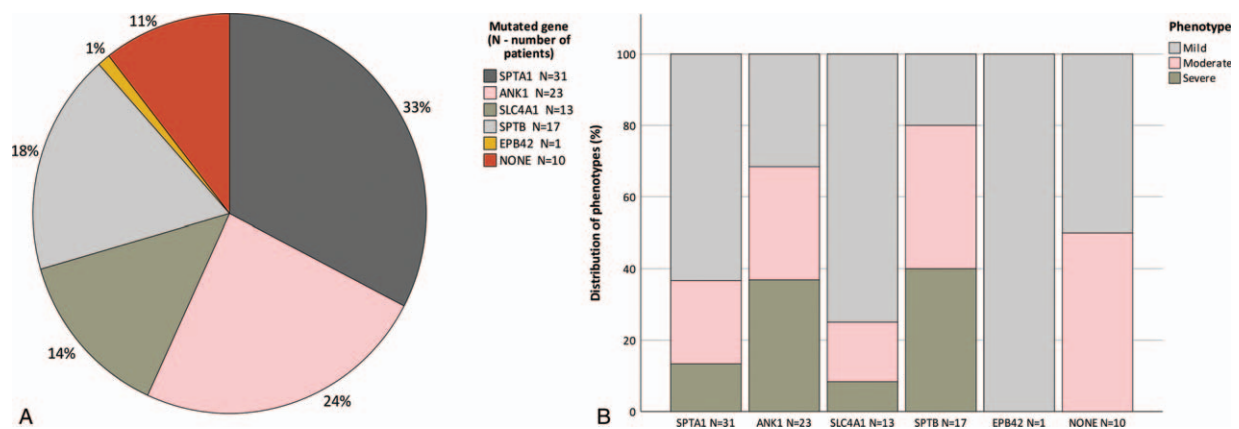 11%
1%
33%
18%
14%
24%
A
Mutated gene
(N - number of
patients)
SPTA1 N=31
ANK1 N=23
SLC4A1 N=13
SPTB N=17
EPB42 N=1
NONE N=10
Phenotype
Mild
Moderate
Severe
Distribution of phenotypes (%)
100
80
60
40
20
0
SPTA1 N=31 ANK1 N=23 SLC4A1 N=13 SPTB N=17 EPB42 N=1 NONE N=10
B